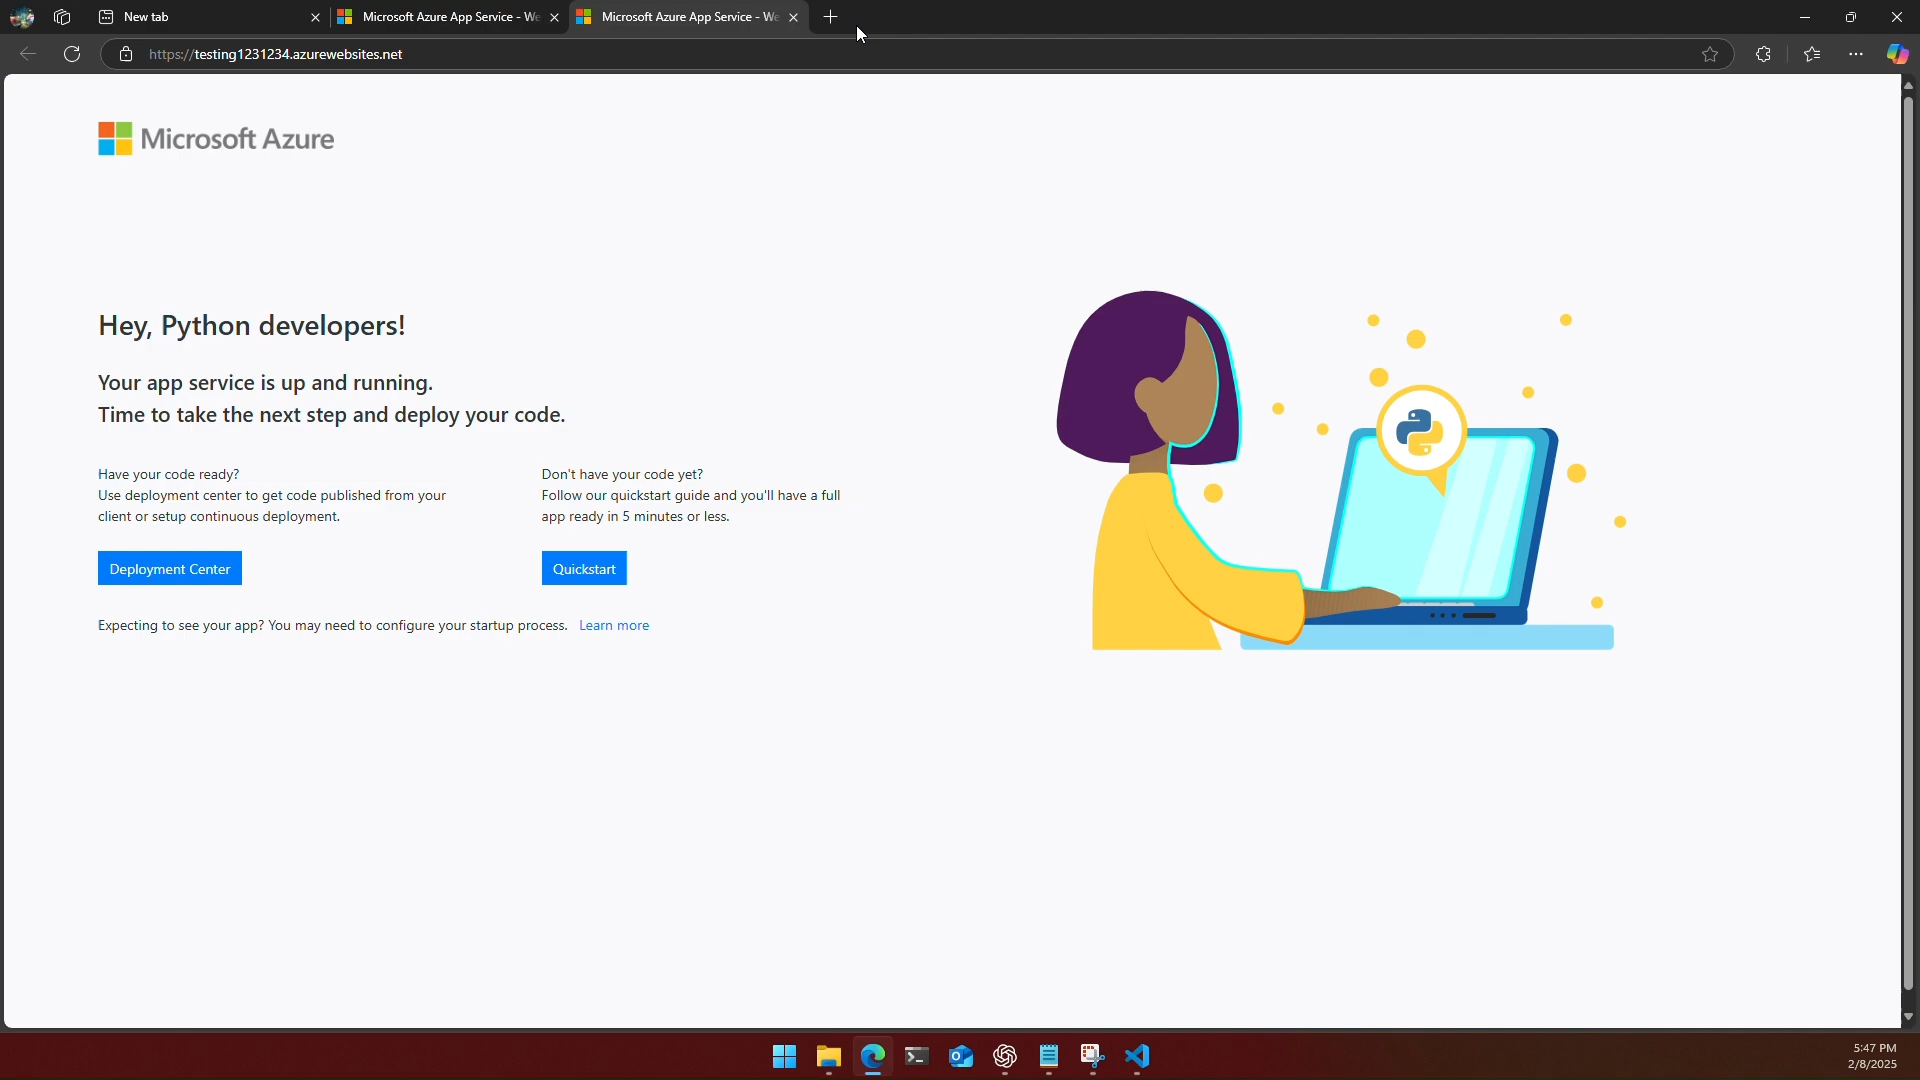 New tab
Microsoft Azure App Service - We
Microsoft Azure App Service - We
https://testing1231234.azurewebsites.net
Microsoft Azure
Hey, Python developers!
Your app service is up and running.
Time to take the next step and deploy your code.
Have your code ready?
Use deployment center to get code published from your
client or setup continuous deployment.
Deployment Center
Don't have your code yet?
Follow our quickstart guide and you'll have a full
app ready in 5 minutes or less.
Quickstart
Expecting to see your app? You may need to configure your startup process. Learn more
5:47 PM
2/8/2025